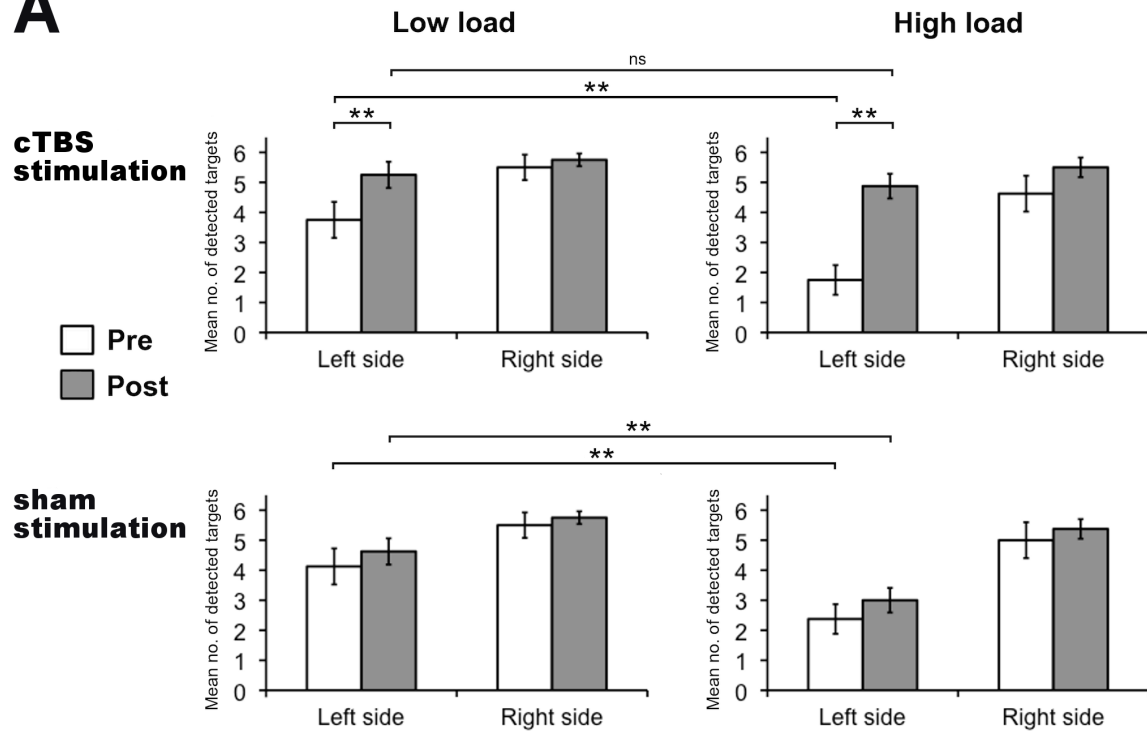 A
Low load
High load
ns
**
**
**
cTBS
stimulation
Mean no. of detected targets
6
5
4
3
2
1
0
Left side
Right side
Mean no. of detected targets
6
5
4
3
2
1
0
Left side
Right side
Pre
Post
**
**
sham
stimulation
Mean no. of detected targets
6
5
4
3
2
1
0
Left side
Right side
Mean no. of detected targets
6
5
4
3
2
1
0
Left side
Right side